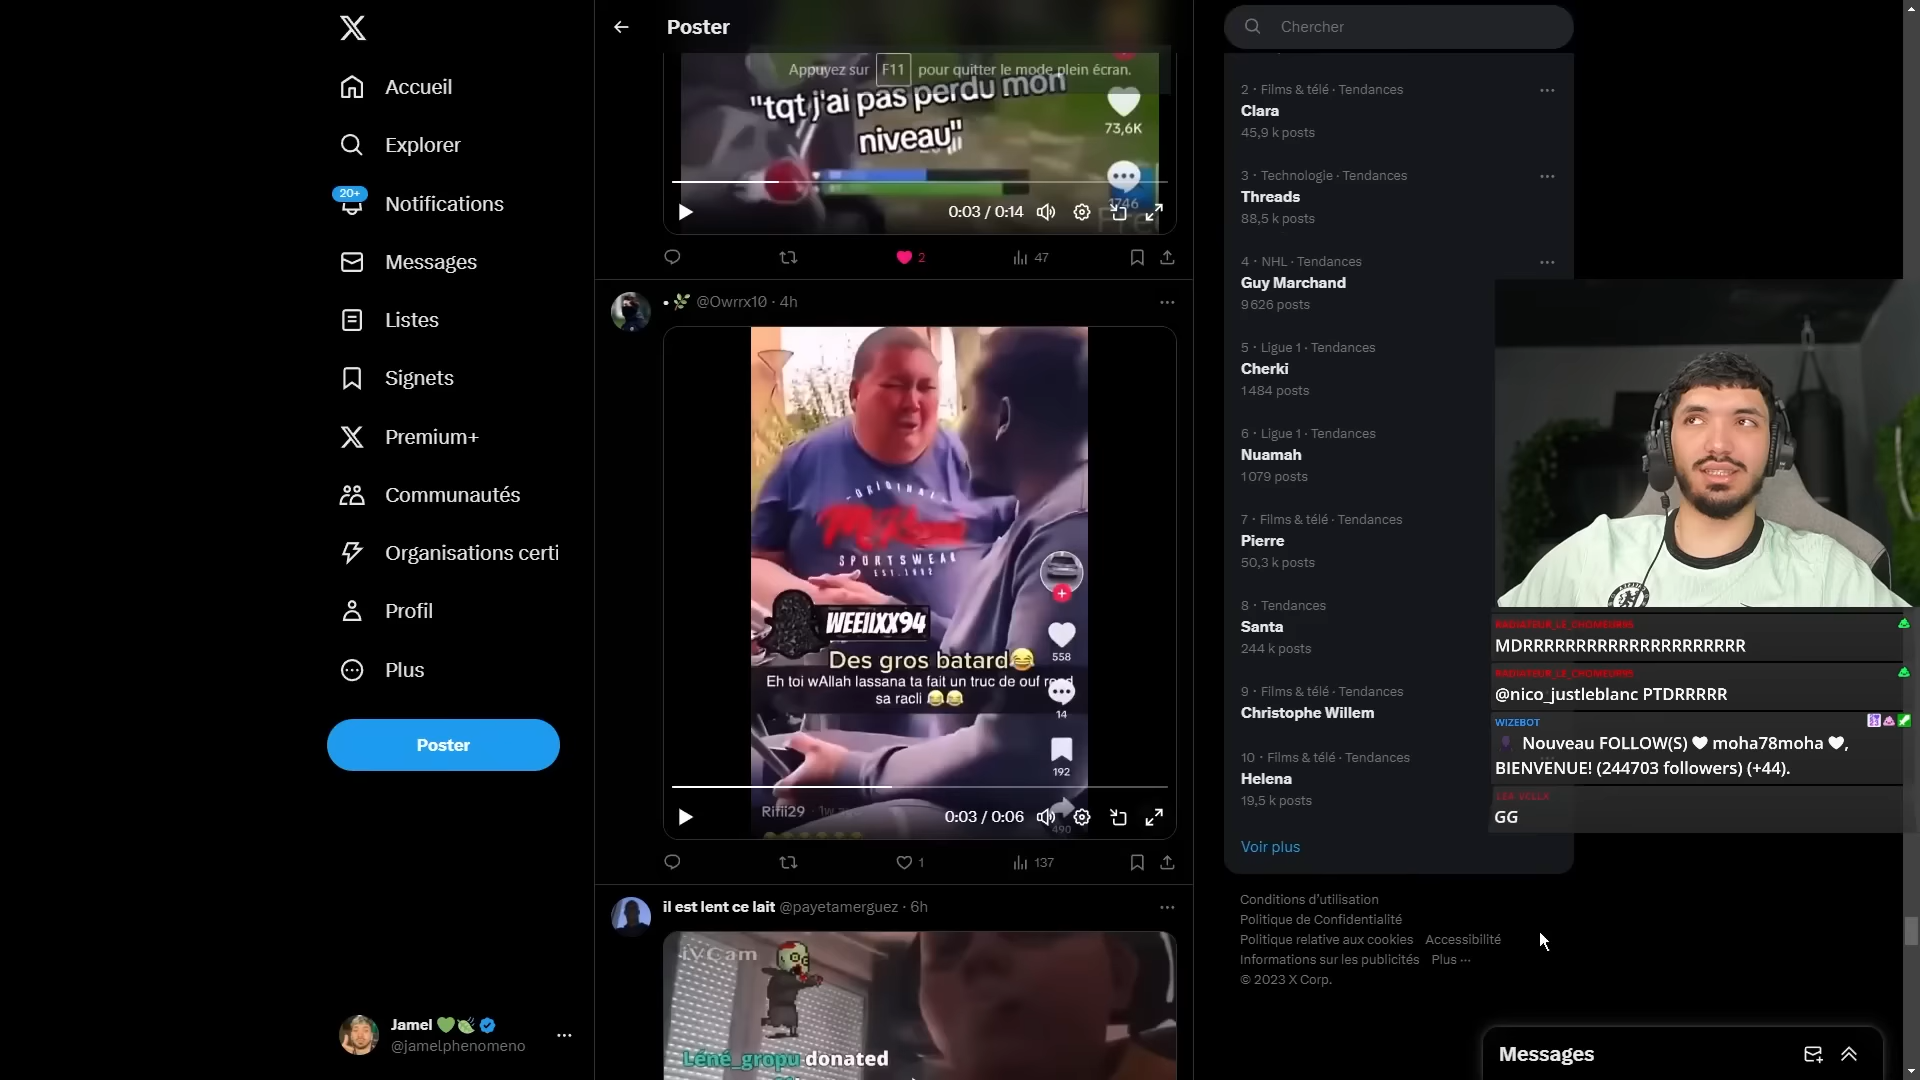 Accueil
Explorer
20+
Notifications
Messages
Listes
Signets
Premium+
Communautés
Organisations certi
Profil
Plus
Poster
Jamel
@jamelphenomeno
Poster
Appuyez sur F11 pour quitter le mode plein écran.
"tqt j'ai pas perdu mon
niveau"
73,6K
1746
0:03 / 0:14
2
47
@Owrrx10 · 4h
ORIGINAL
SPORTSWEAR
EST.1992
WEEIIXX94
Des gros batard😂
Eh toi wAllah lassana ta fait un truc de ouf rend
sa racli 😂😂
558
14
192
490
Rifii29 · 1w ago
0:03 / 0:06
1
137
il est lent ce lait @payetamerguez · 6h
iVCam
Léné_gropu donated
Chercher
2 · Films & télé · Tendances
Clara
45,9 k posts
3 · Technologie · Tendances
Threads
88,5 k posts
4 · NHL · Tendances
Guy Marchand
9 626 posts
5 · Ligue 1 · Tendances
Cherki
1 484 posts
6 · Ligue 1 · Tendances
Nuamah
1 079 posts
7 · Films & télé · Tendances
Pierre
50,3 k posts
8 · Tendances
Santa
244 k posts
9 · Films & télé · Tendances
Christophe Willem
10 · Films & télé · Tendances
Helena
19,5 k posts
Voir plus
Conditions d'utilisation
Politique de Confidentialité
Politique relative aux cookies Accessibilité
Informations sur les publicités Plus ···
© 2023 X Corp.
RADIATEUR_LE_CHOMEUR95
MDRRRRRRRRRRRRRRRRRRRRR
RADIATEUR_LE_CHOMEUR95
@nico_justleblanc PTDRRRRR
WIZEBOT
Nouveau FOLLOW(S) 🤍 moha78moha 🤍,
BIENVENUE! (244703 followers) (+44).
GG
Messages